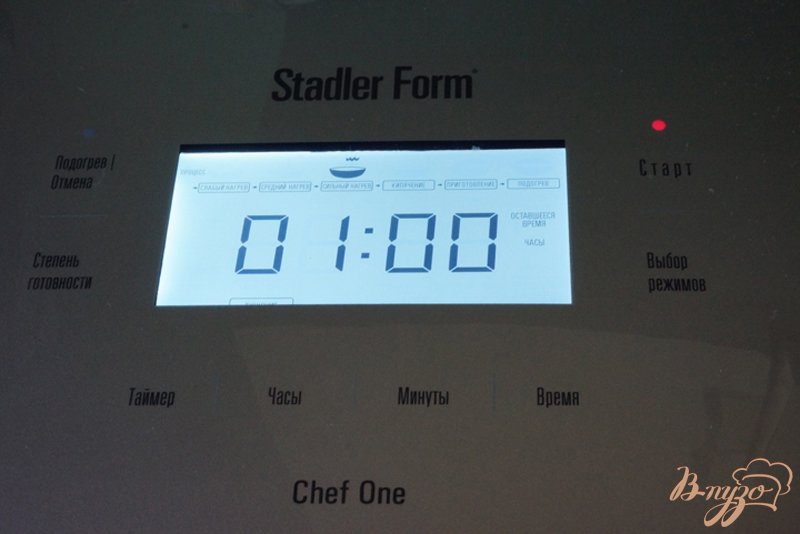 Stadler Form
Подогрев |
Отмена
Старт
ПРОЦЕСС
СЛАБЫЙ НАГРЕВ
СРЕДНИЙ НАГРЕВ
СИЛЬНЫЙ НАГРЕВ
КИПЯЧЕНИЕ
ПРИГОТОВЛЕНИЕ
ПОДОГРЕВ
01:00
ОСТАВШЕЕСЯ
ВРЕМЯ
ЧАСЫ
Степень
готовности
Выбор
режимов
Таймер
Часы
Минуты
Время
Chef One
В-пузо